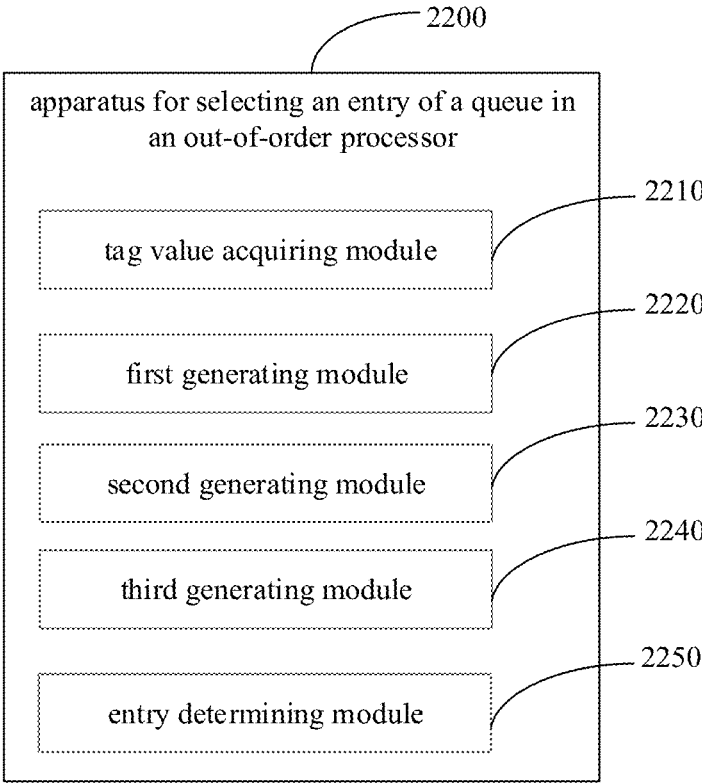 2200
apparatus for selecting an entry of a queue in
an out-of-order processor
2210
tag value acquiring module
2220
first generating module
2230
second generating module
2240
third generating module
2250
entry determining module